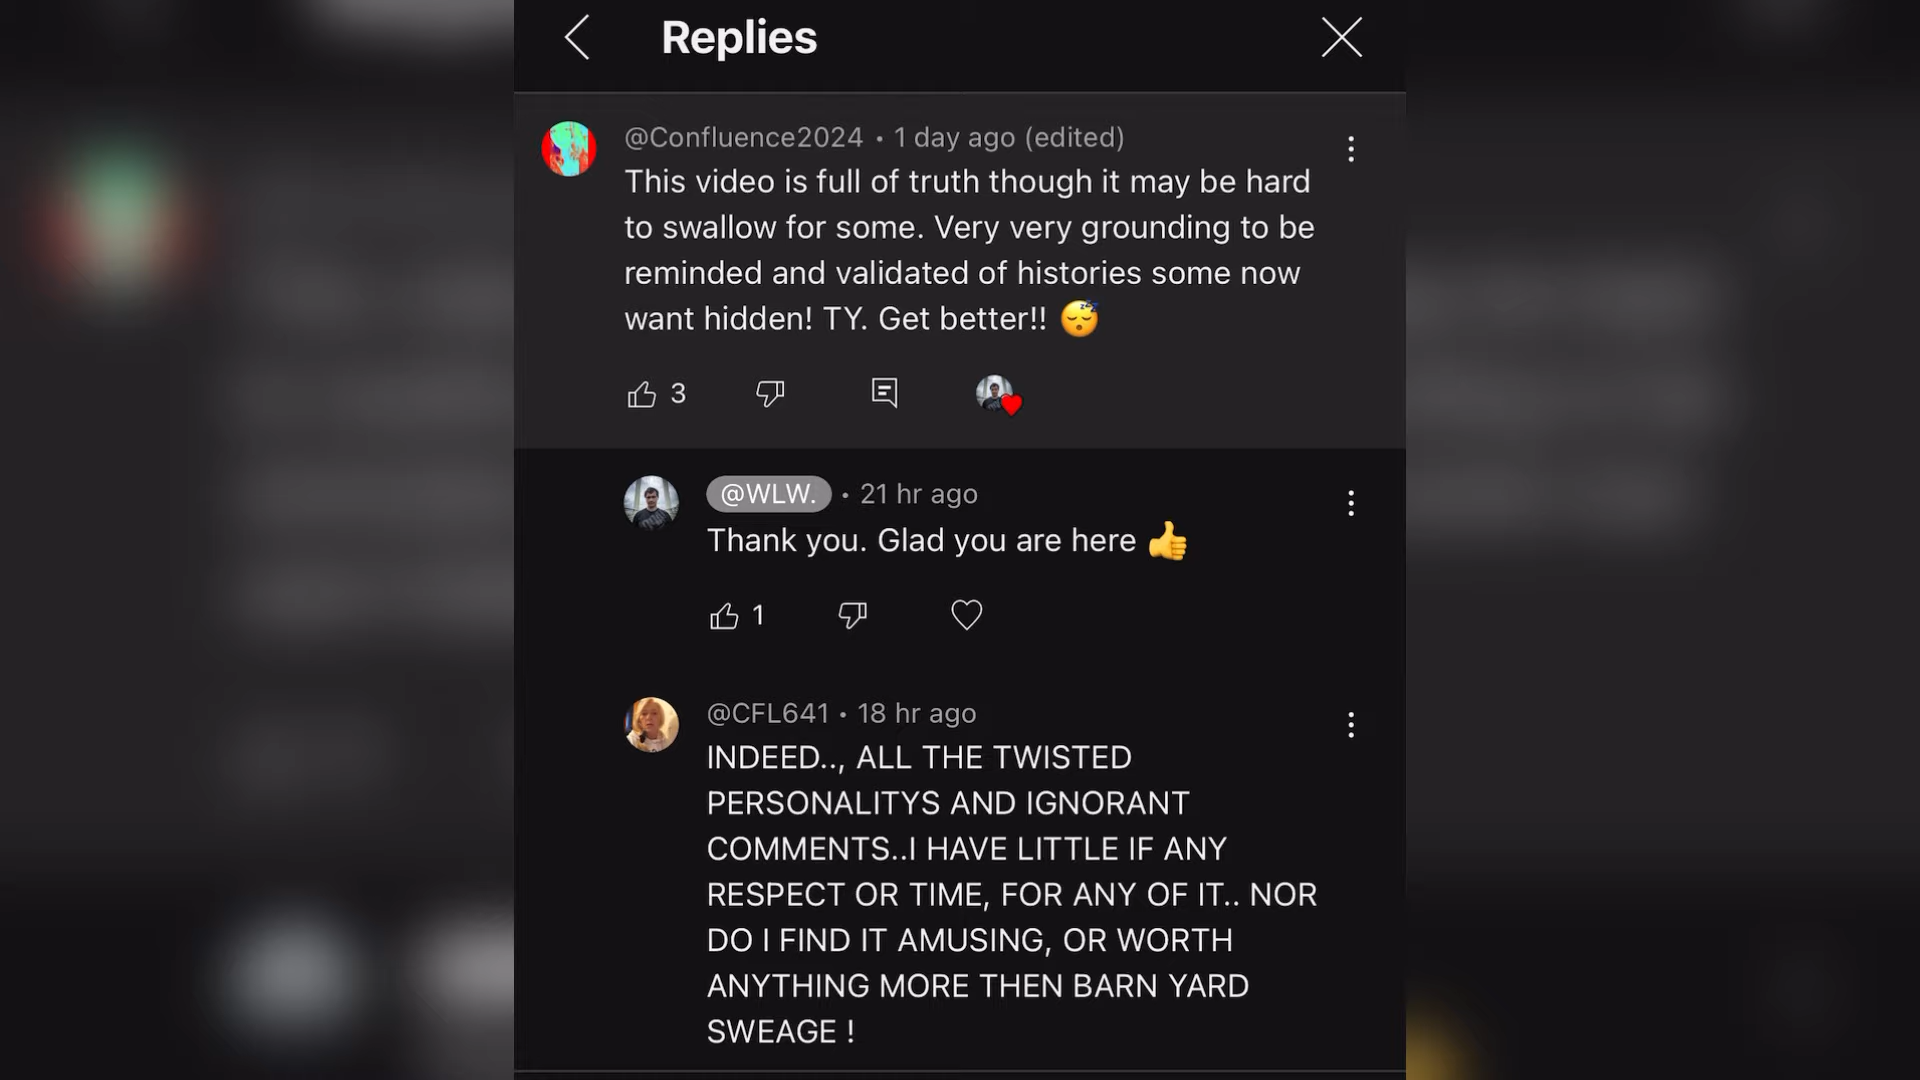 Replies
@Confluence2024 • 1 day ago (edited)
This video is full of truth though it may be hard
to swallow for some. Very very grounding to be
reminded and validated of histories some now
want hidden! TY. Get better!! 😴
3
@WLW. • 21 hr ago
Thank you. Glad you are here 👍
1
@CFL641 • 18 hr ago
INDEED.., ALL THE TWISTED
PERSONALITYS AND IGNORANT
COMMENTS..I HAVE LITTLE IF ANY
RESPECT OR TIME, FOR ANY OF IT.. NOR
DO I FIND IT AMUSING, OR WORTH
ANYTHING MORE THEN BARN YARD
SWEAGE !